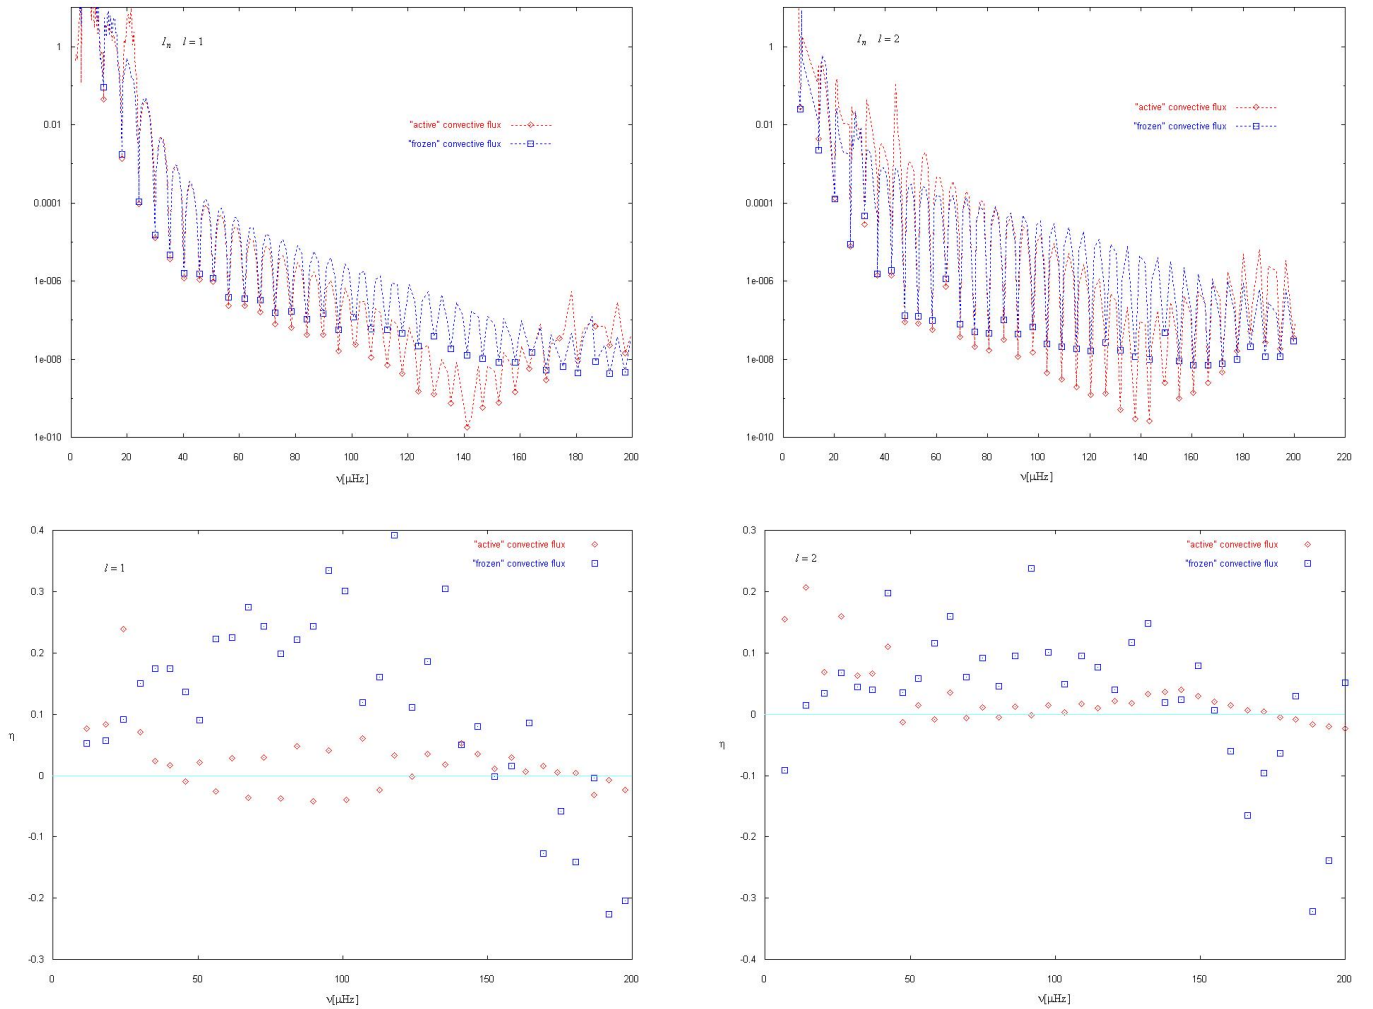 I_n l = 1
"active" convective flux
"frozen" convective flux
1
0.01
0.0001
1e-006
1e-008
1e-010
0 20 40 60 80 100 120 140 160 180 200
ν[μHz]
I_n l = 2
"active" convective flux
"frozen" convective flux
1
0.01
0.0001
1e-006
1e-008
1e-010
0 20 40 60 80 100 120 140 160 180 200 220
ν[μHz]
l = 1
"active" convective flux
"frozen" convective flux
0.4
0.3
0.2
0.1
0
-0.1
-0.2
-0.3
η
0 50 100 150 200
ν[μHz]
l = 2
"active" convective flux
"frozen" convective flux
0.3
0.2
0.1
0
-0.1
-0.2
-0.3
-0.4
η
0 50 100 150 200
ν[μHz]